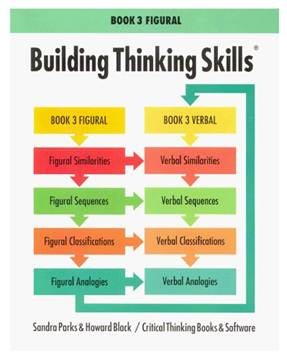 BOOK 3 FIGURAL
Building Thinking Skills®
BOOK 3 FIGURAL BOOK 3 VERBAL
Figural Similarities Verbal Similarities
Figural Sequences Verbal Sequences
Figural Classifications Verbal Classifications
Figural Analogies Verbal Analogies
Sandra Parks & Howard Black / Critical Thinking Books & Software